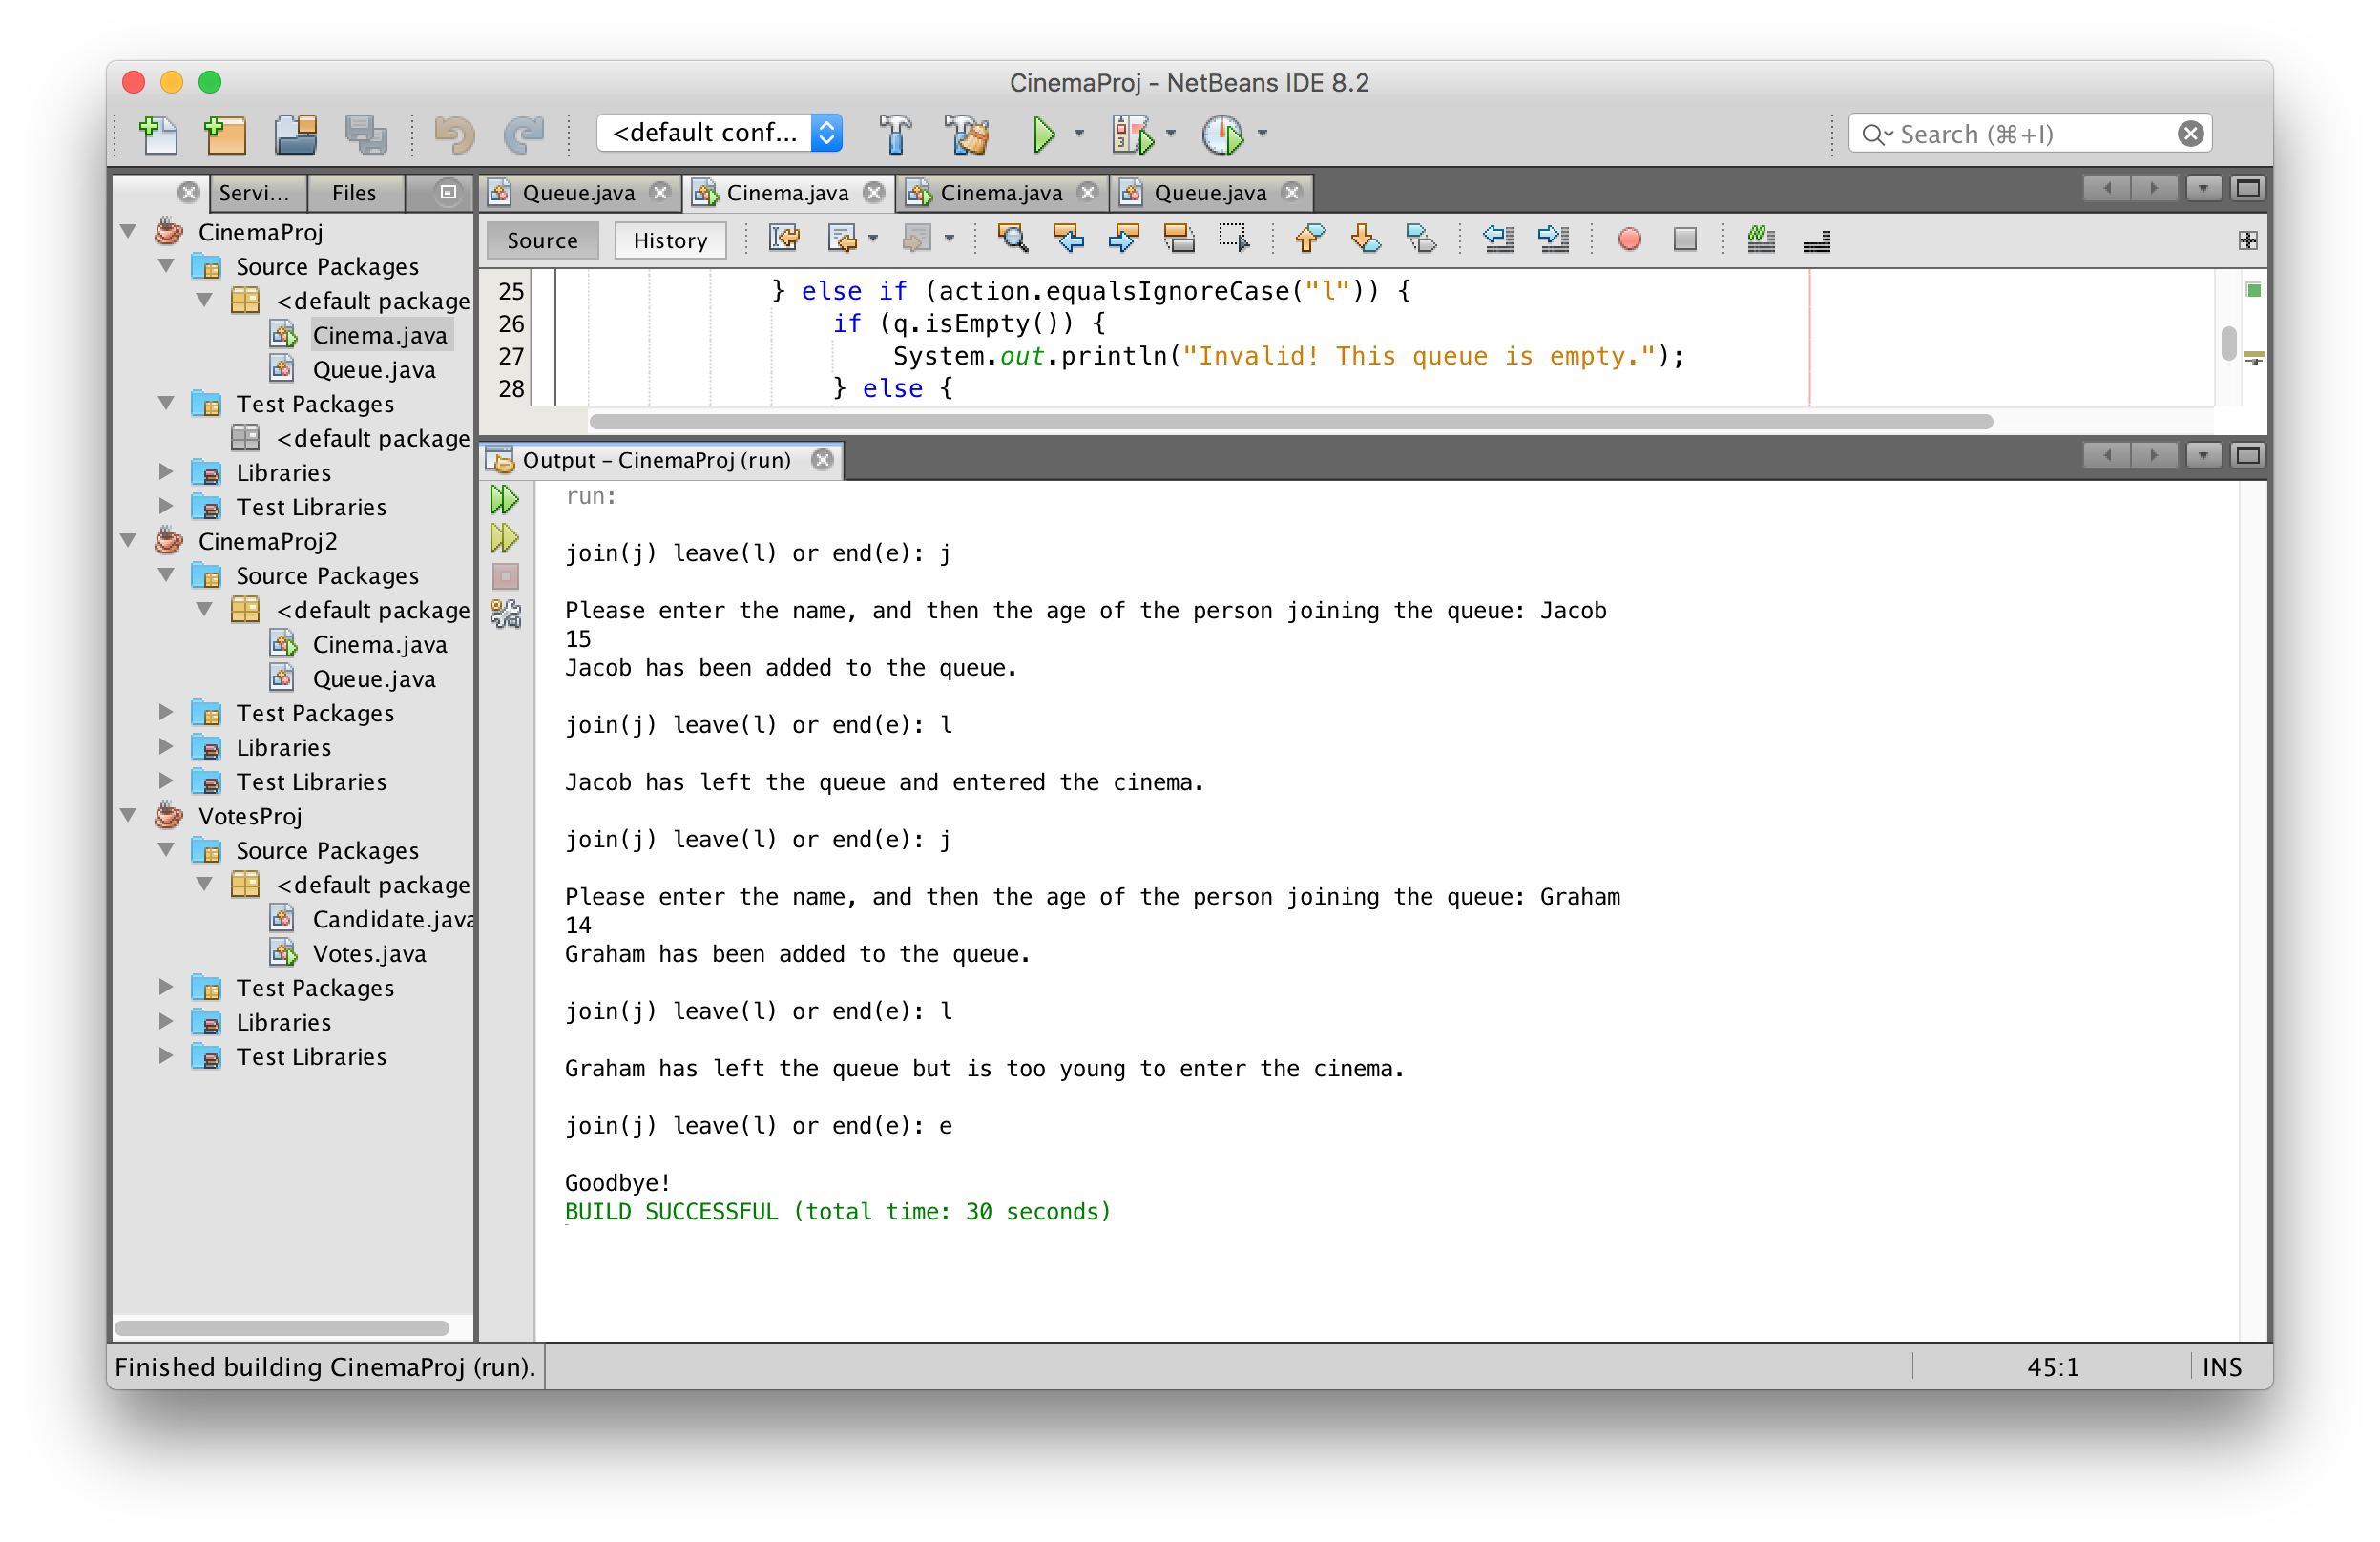 CinemaProj - NetBeans IDE 8.2
<default conf...
Search (⌘+I)
Servi... Files
Queue.java Cinema.java Cinema.java Queue.java
Source History
CinemaProj
Source Packages
<default package
Cinema.java
Queue.java
Test Packages
<default package
Libraries
Test Libraries
CinemaProj2
Source Packages
<default package
Cinema.java
Queue.java
Test Packages
Libraries
Test Libraries
VotesProj
Source Packages
<default package
Candidate.java
Votes.java
Test Packages
Libraries
Test Libraries
25 } else if (action.equalsIgnoreCase("l")) {
26 if (q.isEmpty()) {
27 System.out.println("Invalid! This queue is empty.");
28 } else {
Output – CinemaProj (run)
run:
join(j) leave(l) or end(e): j
Please enter the name, and then the age of the person joining the queue: Jacob
15
Jacob has been added to the queue.
join(j) leave(l) or end(e): l
Jacob has left the queue and entered the cinema.
join(j) leave(l) or end(e): j
Please enter the name, and then the age of the person joining the queue: Graham
14
Graham has been added to the queue.
join(j) leave(l) or end(e): l
Graham has left the queue but is too young to enter the cinema.
join(j) leave(l) or end(e): e
Goodbye!
BUILD SUCCESSFUL (total time: 30 seconds)
Finished building CinemaProj (run).
45:1
INS